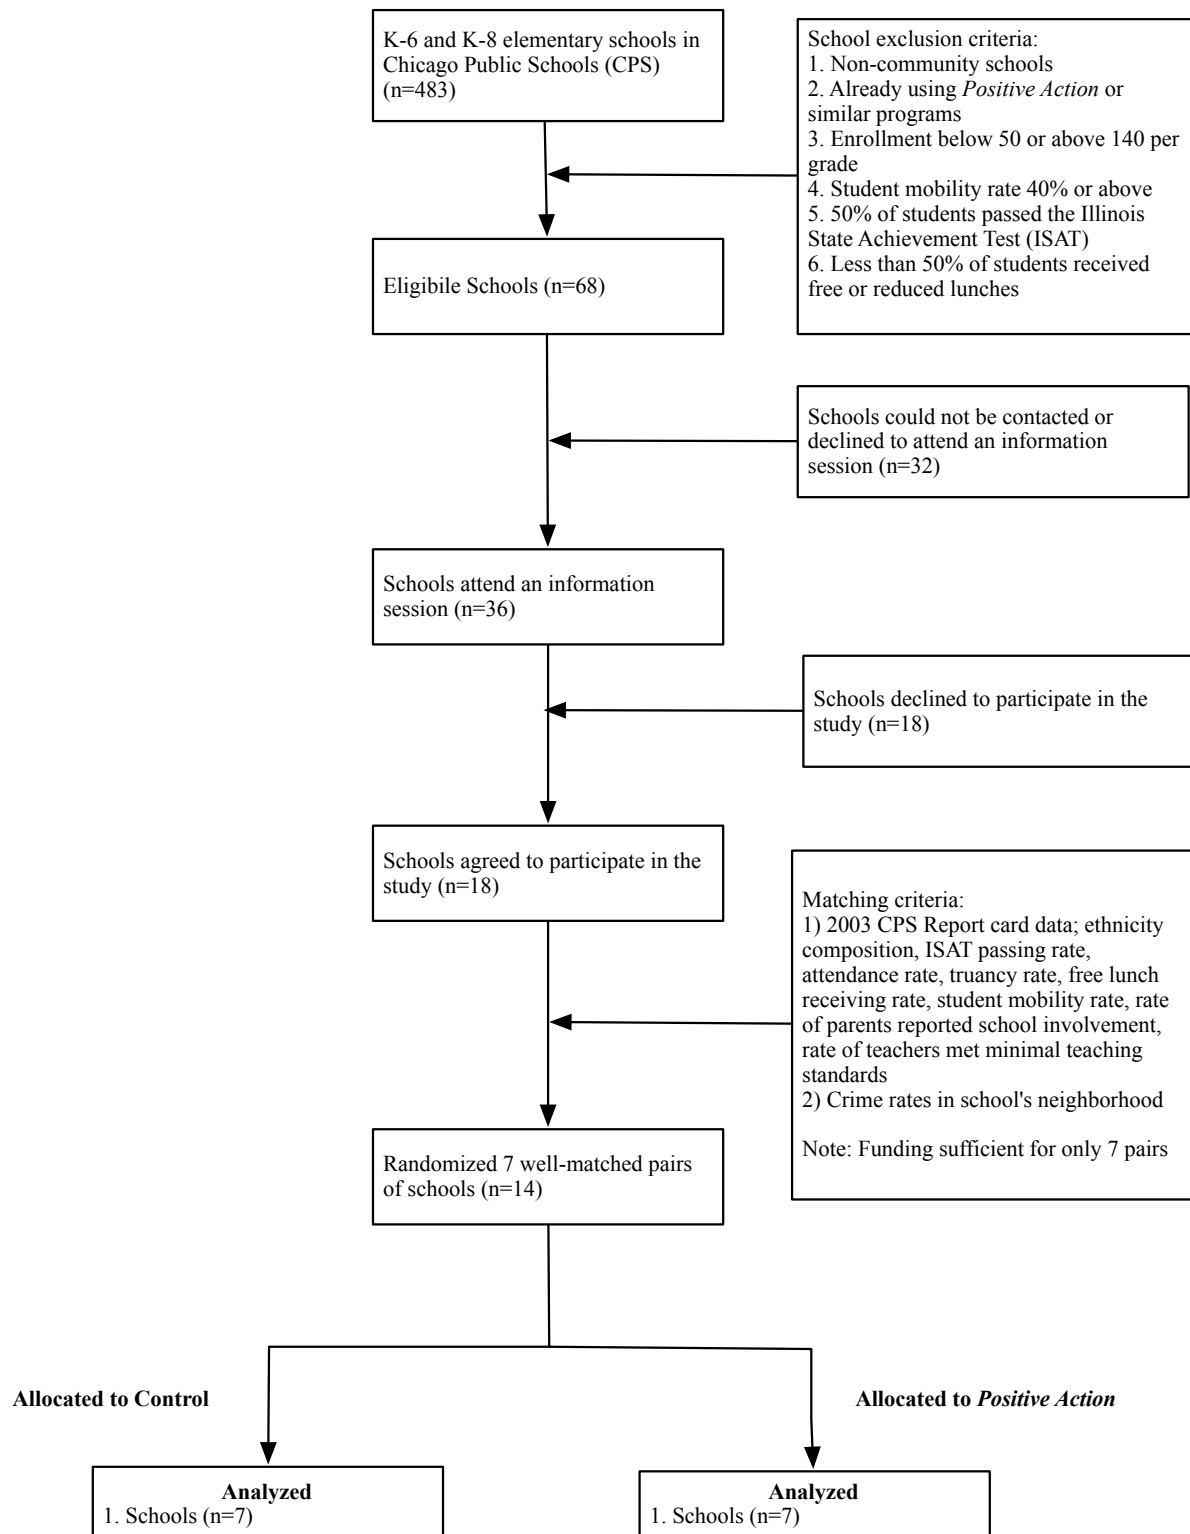 K-6 and K-8 elementary schools in
Chicago Public Schools (CPS)
(n=483)
School exclusion criteria:
1. Non-community schools
2. Already using Positive Action or
similar programs
3. Enrollment below 50 or above 140 per
grade
4. Student mobility rate 40% or above
5. 50% of students passed the Illinois
State Achievement Test (ISAT)
6. Less than 50% of students received
free or reduced lunches
Eligibile Schools (n=68)
Schools could not be contacted or
declined to attend an information
session (n=32)
Schools attend an information
session (n=36)
Schools declined to participate in the
study (n=18)
Schools agreed to participate in the
study (n=18)
Matching criteria:
1) 2003 CPS Report card data; ethnicity
composition, ISAT passing rate,
attendance rate, truancy rate, free lunch
receiving rate, student mobility rate, rate
of parents reported school involvement,
rate of teachers met minimal teaching
standards
2) Crime rates in school's neighborhood
Note: Funding sufficient for only 7 pairs
Randomized 7 well-matched pairs
of schools (n=14)
Allocated to Control
Allocated to Positive Action
Analyzed
1. Schools (n=7)
Analyzed
1. Schools (n=7)